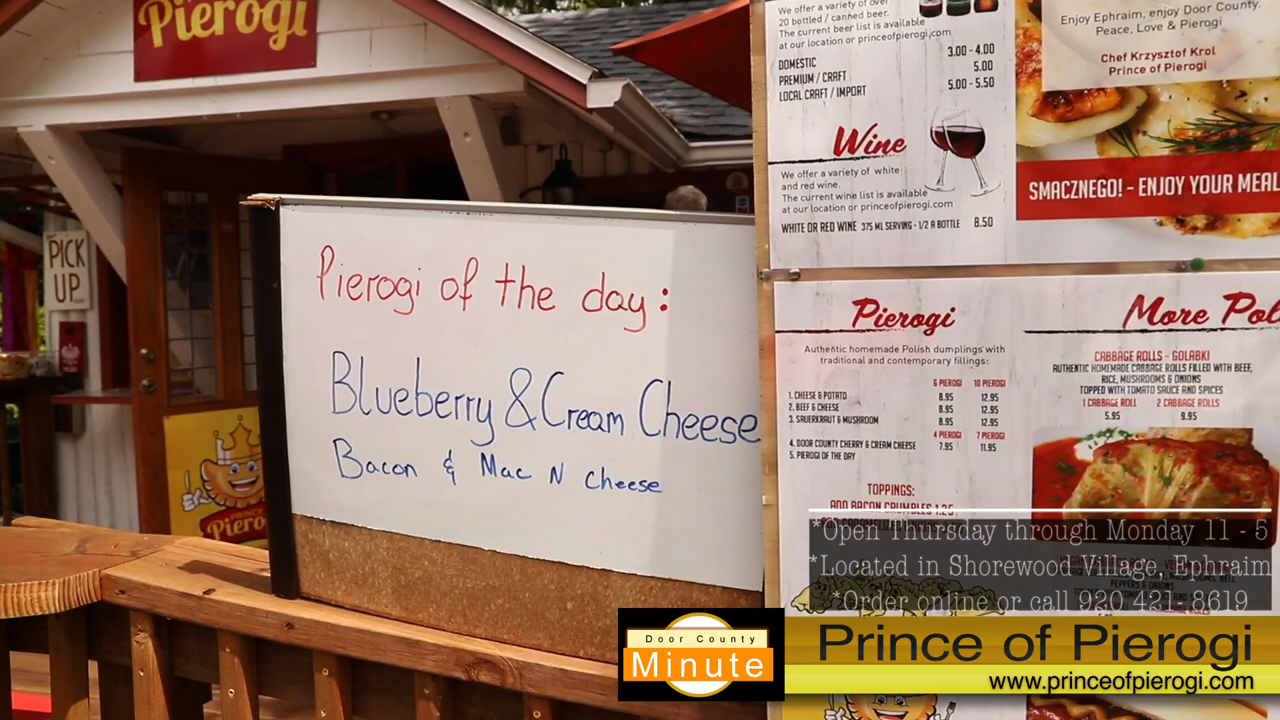 Pierogi
PICK
UP
Pierogi of the day:
Blueberry & Cream Cheese
Bacon & Mac N cheese
We offer a variety of over
20 bottled / canned beer.
The current beer list is available
at our location or princeofpierogi.com
3.00 - 4.00
DOMESTIC
5.00
PREMIUM / CRAFT
5.00 - 5.50
LOCAL CRAFT / IMPORT
Wine
We offer a variety of white
and red wine.
The current wine list is available
at our location or princeofpierogi.com
WHITE OR RED WINE 375 ML SERVING - 1/2 A BOTTLE 8.50
Enjoy Ephraim, enjoy Door County.
Peace, Love & Pierogi
Chef Krzysztof Krol
Prince of Pierogi
SMACZNEGO! - ENJOY YOUR MEAL
Pierogi
Authentic homemade Polish dumplings with
traditional and contemporary fillings:
6 PIEROGI 10 PIEROGI
1. CHEESE & POTATO 8.95 12.95
2. BEEF & CHEESE 8.95 12.95
3. SAUERKRAUT & MUSHROOM 8.95 12.95
4 PIEROGI 7 PIEROGI
4. DOOR COUNTY CHERRY & CREAM CHEESE 7.95 11.95
5. PIEROGI OF THE DAY
TOPPINGS:
ADD BACON CRUMBLES 1.25
More Pol
CABBAGE ROLLS - GOLABKI
AUTHENTIC HOMEMADE CABBAGE ROLLS FILLED WITH BEEF,
RICE, MUSHROOMS & ONIONS
TOPPED WITH TOMATO SAUCE AND SPICES
1 CABBAGE ROLL 2 CABBAGE ROLLS
5.95 9.95
*Open Thursday through Monday 11 - 5
*Located in Shorewood Village, Ephraim
*Order online or call 920 421-8619
Door County
Minute
Prince of Pierogi
www.princeofpierogi.com